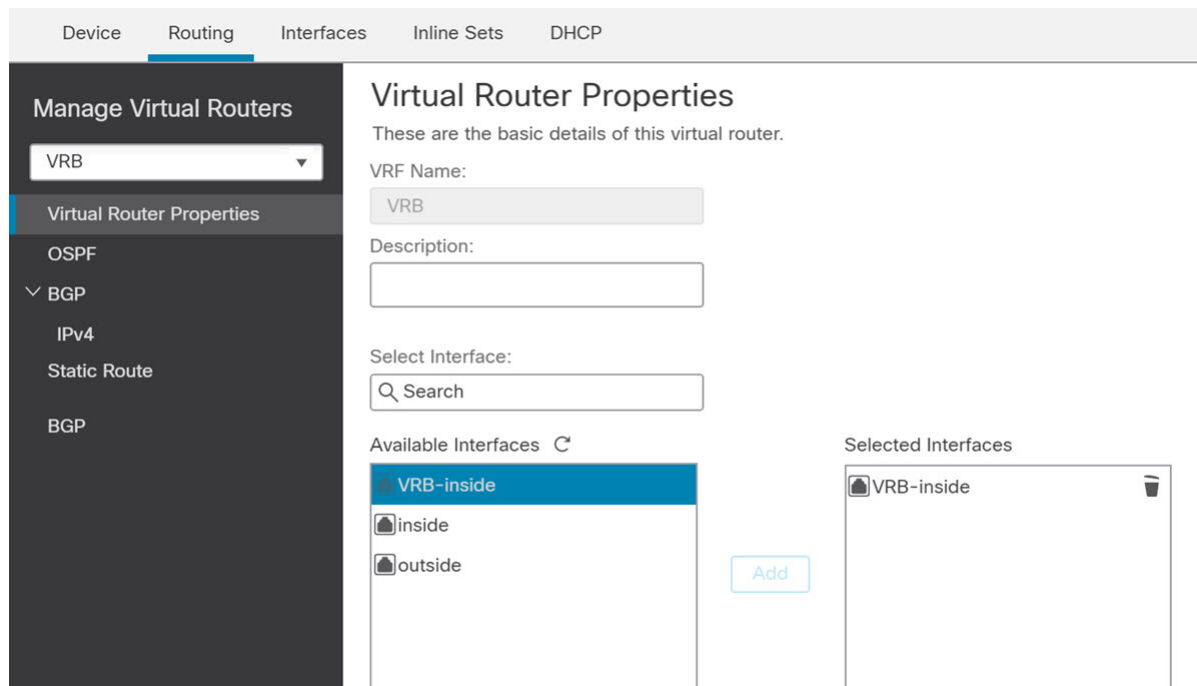 Device Routing Interfaces Inline Sets DHCP
Manage Virtual Routers
VRB
Virtual Router Properties
OSPF
BGP
IPv4
Static Route
BGP
Virtual Router Properties
These are the basic details of this virtual router.
VRF Name:
VRB
Description:
Select Interface:
Search
Available Interfaces
VRB-inside
inside
outside
Add
Selected Interfaces
VRB-inside